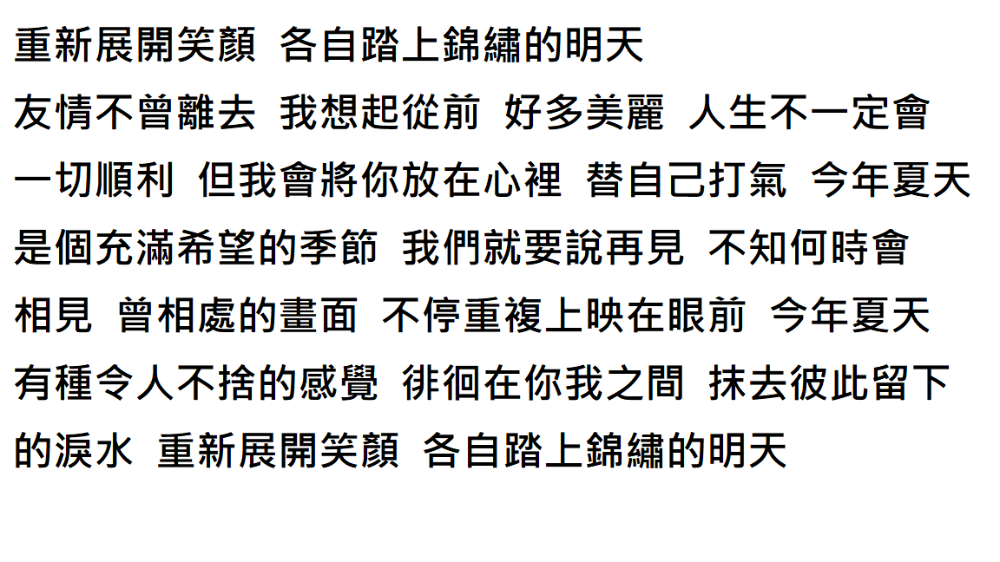 重新展開笑顏 各自踏上錦繡的明天
友情不曾離去 我想起從前 好多美麗 人生不一定會
一切順利 但我會將你放在心裡 替自己打氣 今年夏天
是個充滿希望的季節 我們就要說再見 不知何時會
相見 曾相處的畫面 不停重複上映在眼前 今年夏天
有種令人不捨的感覺 徘徊在你我之間 抹去彼此留下
的淚水 重新展開笑顏 各自踏上錦繡的明天